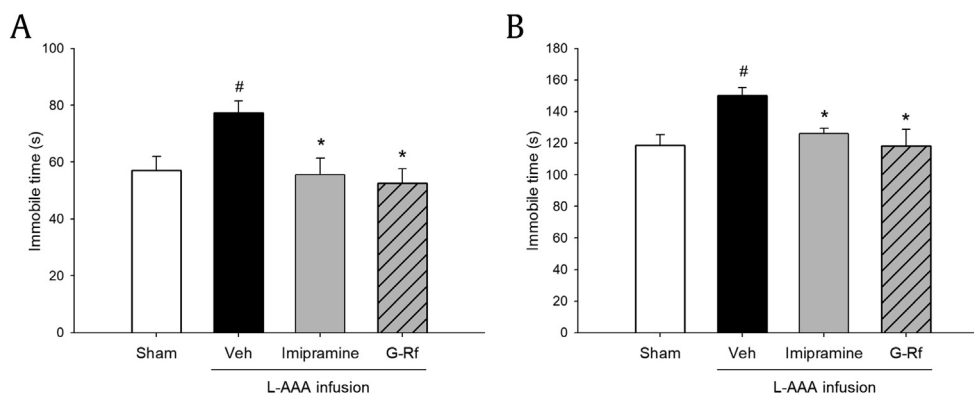 A
Immobile time (s)
100
80
60
40
20
0
#
*
*
Sham Veh Imipramine G-Rf
L-AAA infusion
B
Immobile time (s)
180
160
140
120
100
80
60
40
20
0
#
*
*
Sham Veh Imipramine G-Rf
L-AAA infusion